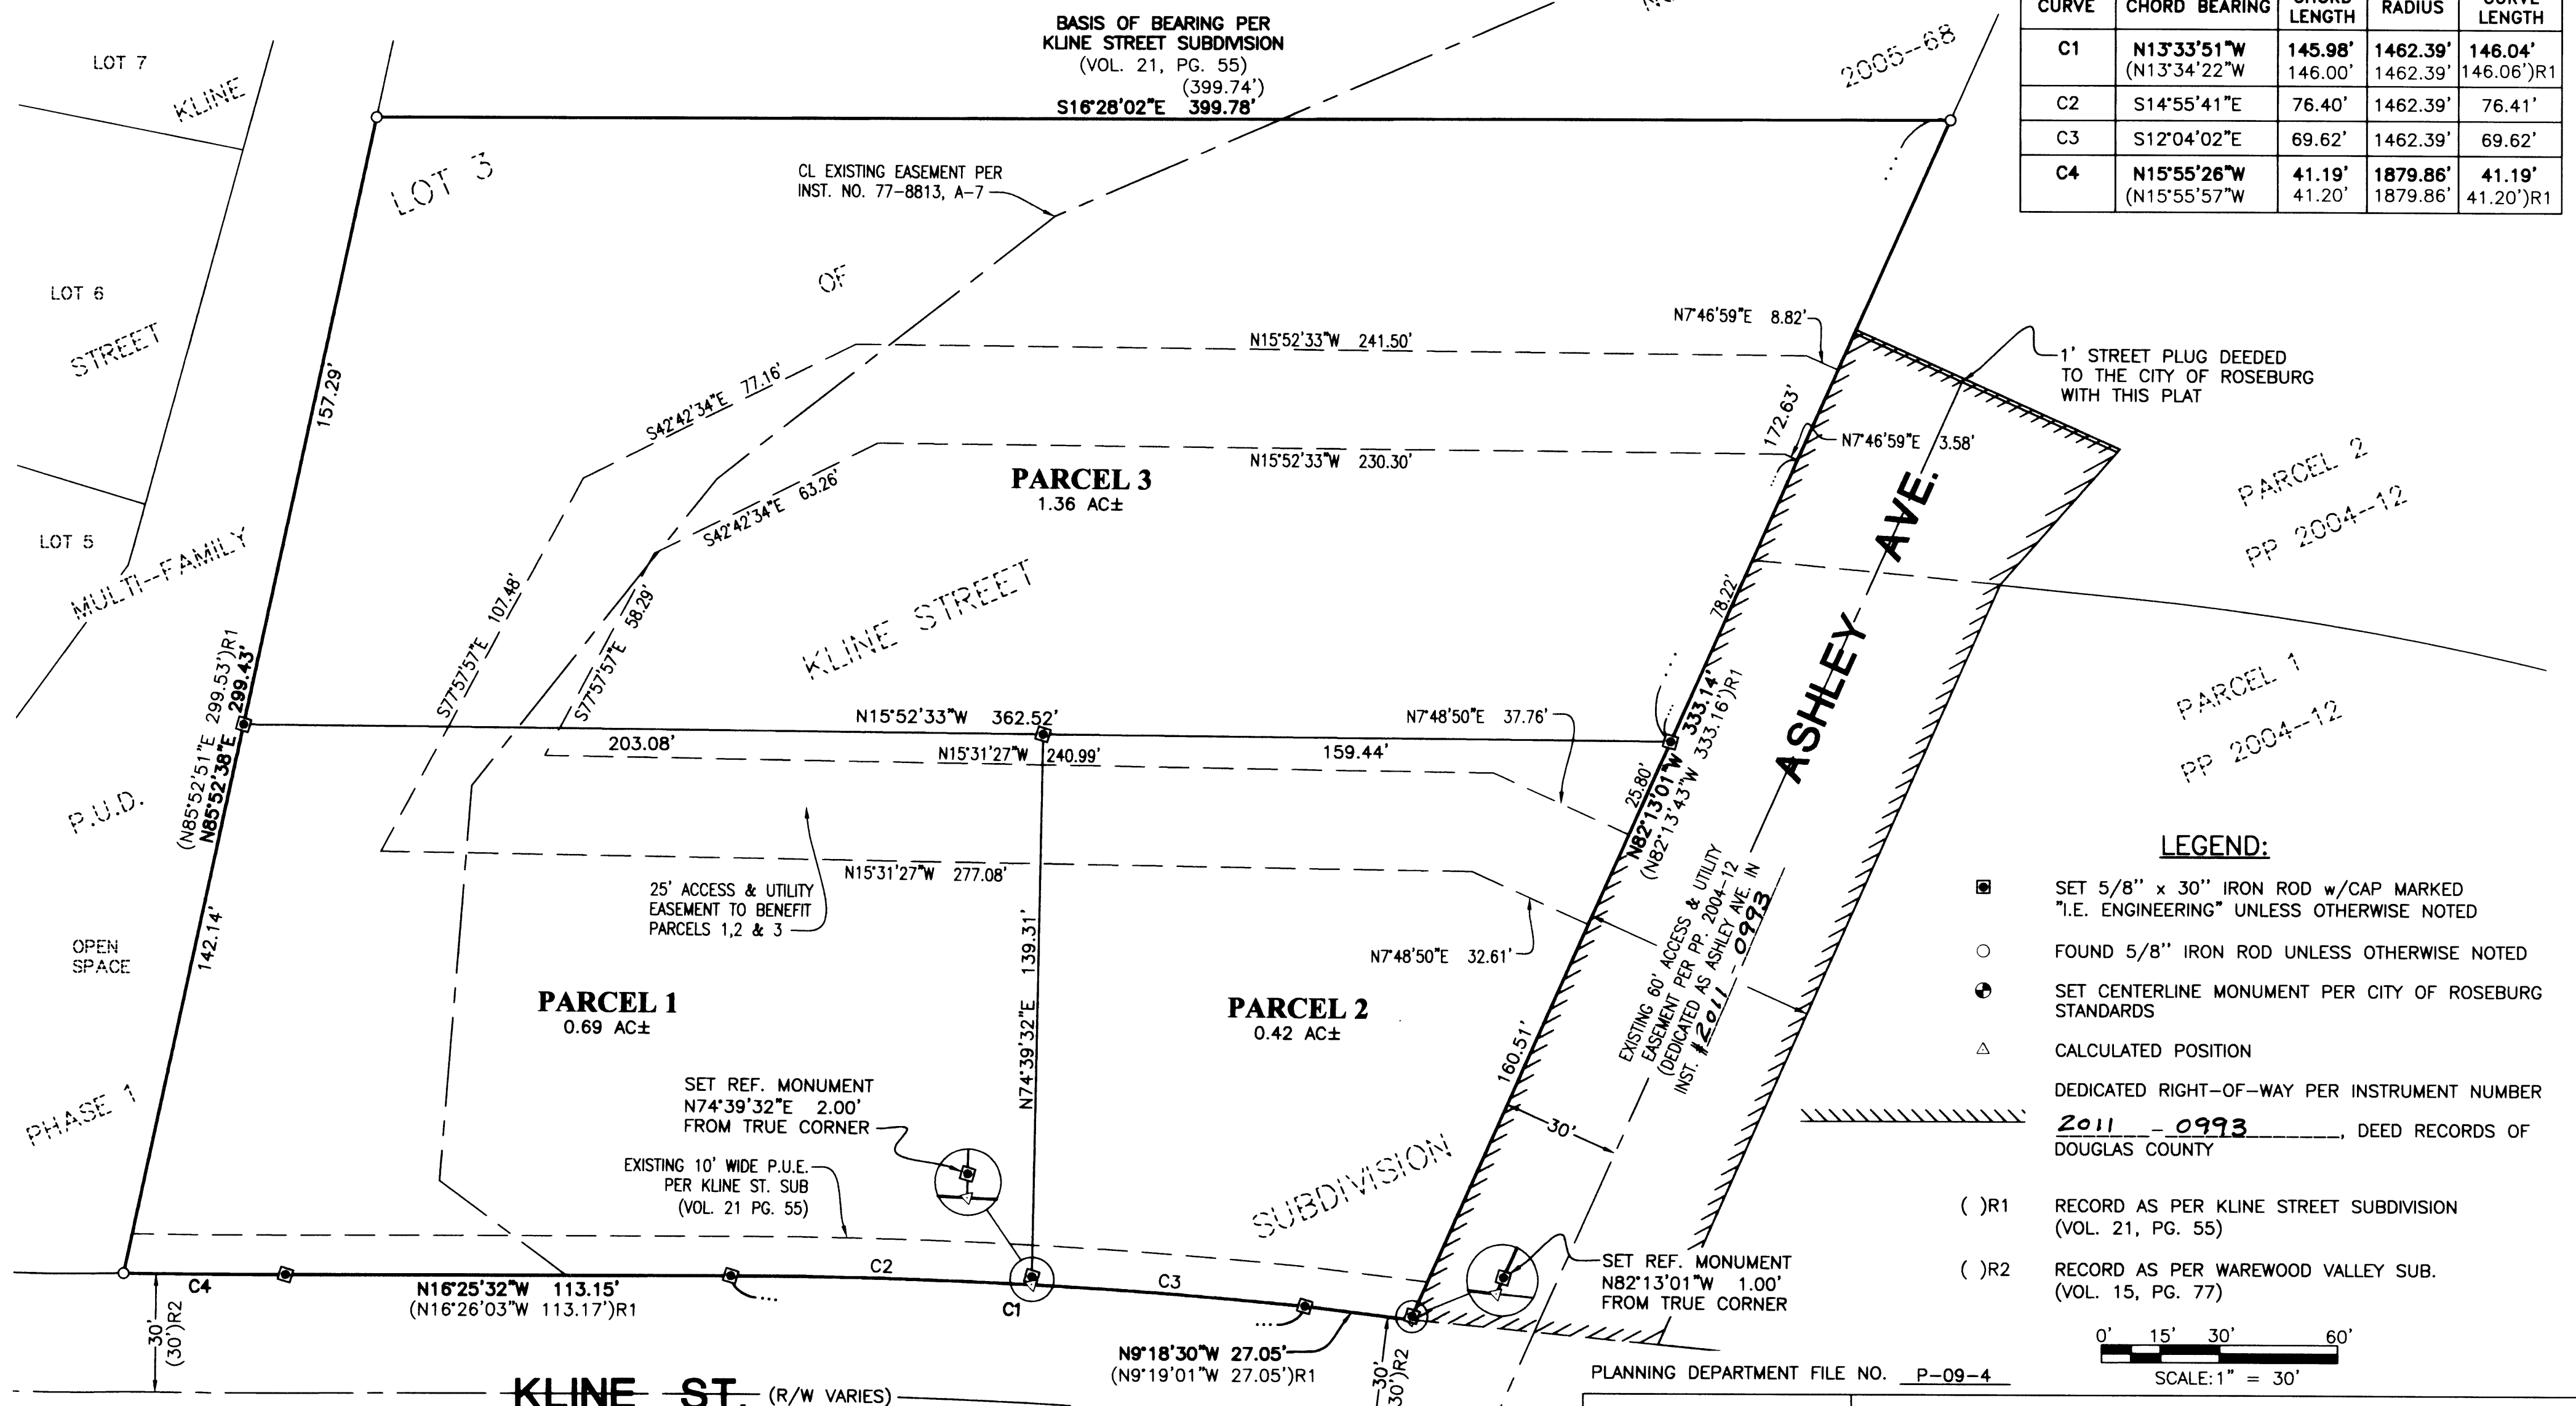 BASIS OF BEARING PER
KLINE STREET SUBDIVISION
(VOL. 21, PG. 55)
(399.74')
S16°28'02"E 399.78'
CURVE CHORD BEARING CHORD LENGTH RADIUS CURVE LENGTH
C1 N13°33'51"W 145.98' 1462.39' 146.04'
(N13°34'22"W 146.00' 1462.39' 146.06')R1
C2 S14°55'41"E 76.40' 1462.39' 76.41'
C3 S12°04'02"E 69.62' 1462.39' 69.62'
C4 N15°55'26"W 41.19' 1879.86' 41.19'
(N15°55'57"W 41.20' 1879.86' 41.20')R1
2005-68
LOT 7
KLINE
LOT 3
CL EXISTING EASEMENT PER
INST. NO. 77-8813, A-7
OF
LOT 6
STREET
157.29'
N7°46'59"E 8.82'
N15°52'33"W 241.50'
S42°42'34"E 77.16'
1' STREET PLUG DEEDED
TO THE CITY OF ROSEBURG
WITH THIS PLAT
172.63'
N7°46'59"E 3.58'
N15°52'33"W 230.30'
S42°42'34"E 63.26'
PARCEL 3
1.36 AC±
PARCEL 2
PP 2004-12
LOT 5
MULTI-FAMILY
S77°57'57"E 107.48'
S77°57'57"E 58.29'
KLINE STREET
78.22'
ASHLEY AVE.
PARCEL 1
PP 2004-12
(N85°52'51"E 299.53')R1
N85°52'38"E 299.43'
N15°52'33"W 362.52'
203.08'
N15°31'27"W 240.99'
159.44'
N7°48'50"E 37.76'
25.80'
N82°13'01"W 333.14'
(N82°13'43"W 333.16')R1
P.U.D.
N15°31'27"W 277.08'
25' ACCESS & UTILITY
EASEMENT TO BENEFIT
PARCELS 1,2 & 3
139.31'
N74°39'32"E
142.14'
OPEN
SPACE
N7°48'50"E 32.61'
EXISTING 60' ACCESS & UTILITY
EASEMENT PER PP. 2004-12
(DEDICATED AS ASHLEY AVE. IN
INST. #2011 - 0993
PARCEL 1
0.69 AC±
PARCEL 2
0.42 AC±
160.51'
30'
PHASE 1
SET REF. MONUMENT
N74°39'32"E 2.00'
FROM TRUE CORNER
EXISTING 10' WIDE P.U.E.
PER KLINE ST. SUB
(VOL. 21 PG. 55)
SUBDIVISION
SET REF. MONUMENT
N82°13'01"W 1.00'
FROM TRUE CORNER
C4
N16°25'32"W 113.15'
(N16°26'03"W 113.17')R1
C2
C1
C3
N9°18'30"W 27.05'
(N9°19'01"W 27.05')R1
30'
(30')R2
30'
30')R2
KLINE ST. (R/W VARIES)
LEGEND:
SET 5/8" x 30" IRON ROD w/CAP MARKED
"I.E. ENGINEERING" UNLESS OTHERWISE NOTED
FOUND 5/8" IRON ROD UNLESS OTHERWISE NOTED
SET CENTERLINE MONUMENT PER CITY OF ROSEBURG
STANDARDS
CALCULATED POSITION
DEDICATED RIGHT-OF-WAY PER INSTRUMENT NUMBER
2011 - 0993, DEED RECORDS OF
DOUGLAS COUNTY
( )R1 RECORD AS PER KLINE STREET SUBDIVISION
(VOL. 21, PG. 55)
( )R2 RECORD AS PER WAREWOOD VALLEY SUB.
(VOL. 15, PG. 77)
0' 15' 30' 60'
SCALE: 1" = 30'
PLANNING DEPARTMENT FILE NO. P-09-4